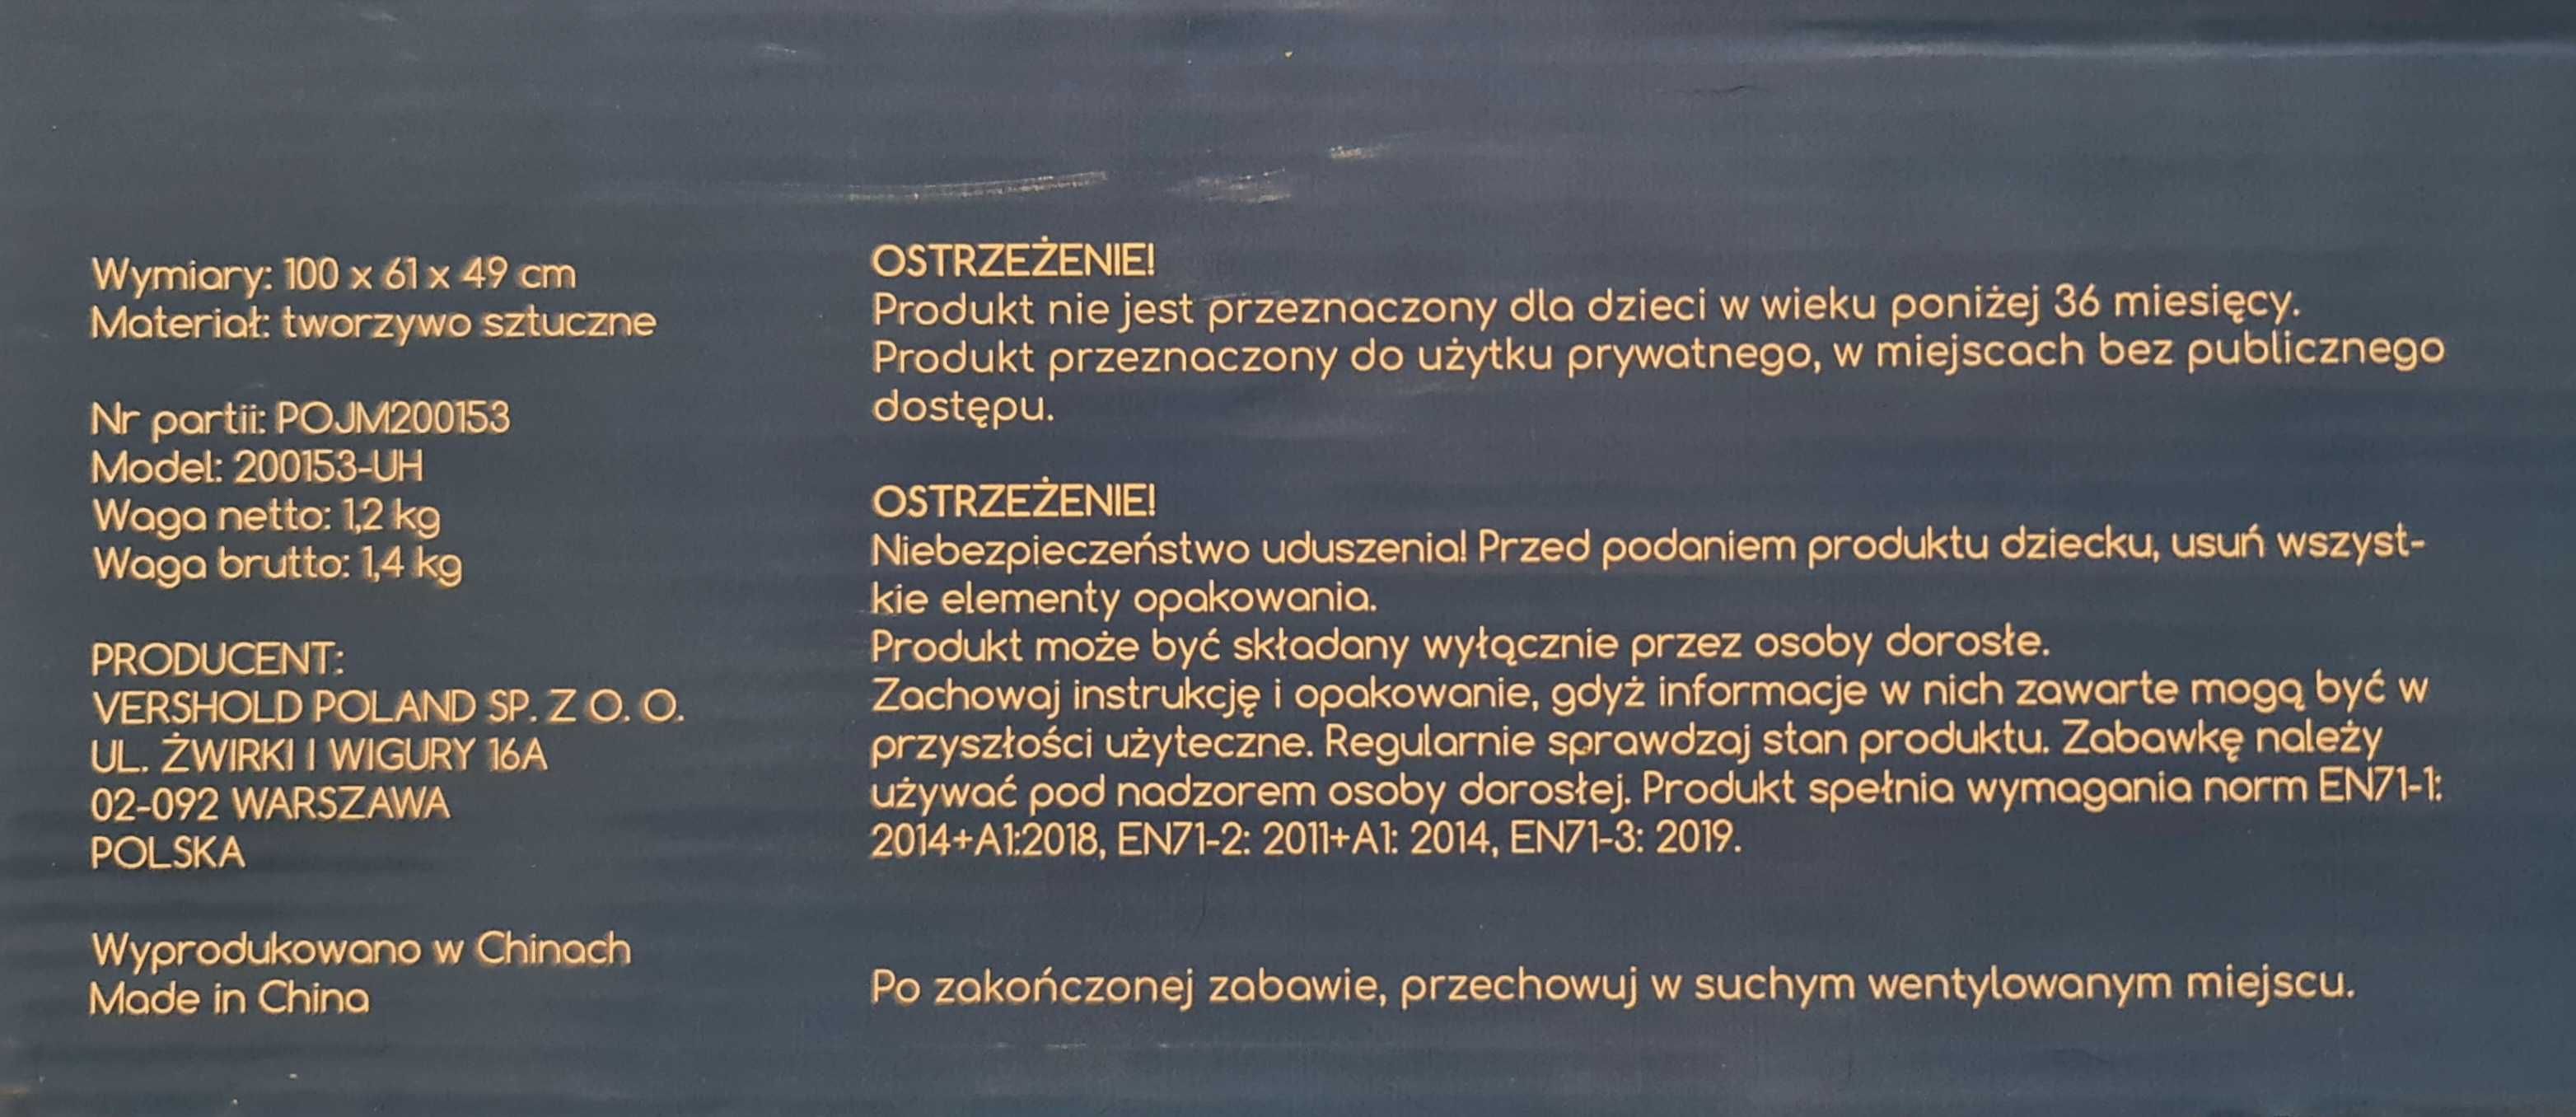 Wymiary: 100 x 61 x 49 cm
Materiał: tworzywo sztuczne
Nr partii: POJM200153
Model: 200153-UH
Waga netto: 1,2 kg
Waga brutto: 1,4 kg
PRODUCENT:
VERSHOLD POLAND SP. Z O. O.
UL. ŻWIRKI I WIGURY 16A
02-092 WARSZAWA
POLSKA
Wyprodukowano w Chinach
Made in China
OSTRZEŻENIE!
Produkt nie jest przeznaczony dla dzieci w wieku poniżej 36 miesięcy.
Produkt przeznaczony do użytku prywatnego, w miejscach bez publicznego
dostępu.
OSTRZEŻENIE!
Niebezpieczeństwo uduszenia! Przed podaniem produktu dziecku, usuń wszyst-
kie elementy opakowania.
Produkt może być składany wyłącznie przez osoby dorosłe.
Zachowaj instrukcję i opakowanie, gdyż informacje w nich zawarte mogą być w
przyszłości użyteczne. Regularnie sprawdzaj stan produktu. Zabawkę należy
używać pod nadzorem osoby dorosłej. Produkt spełnia wymagania norm EN71-1:
2014+A1:2018, EN71-2: 2011+A1: 2014, EN71-3: 2019.
Po zakończonej zabawie, przechowuj w suchym wentylowanym miejscu.